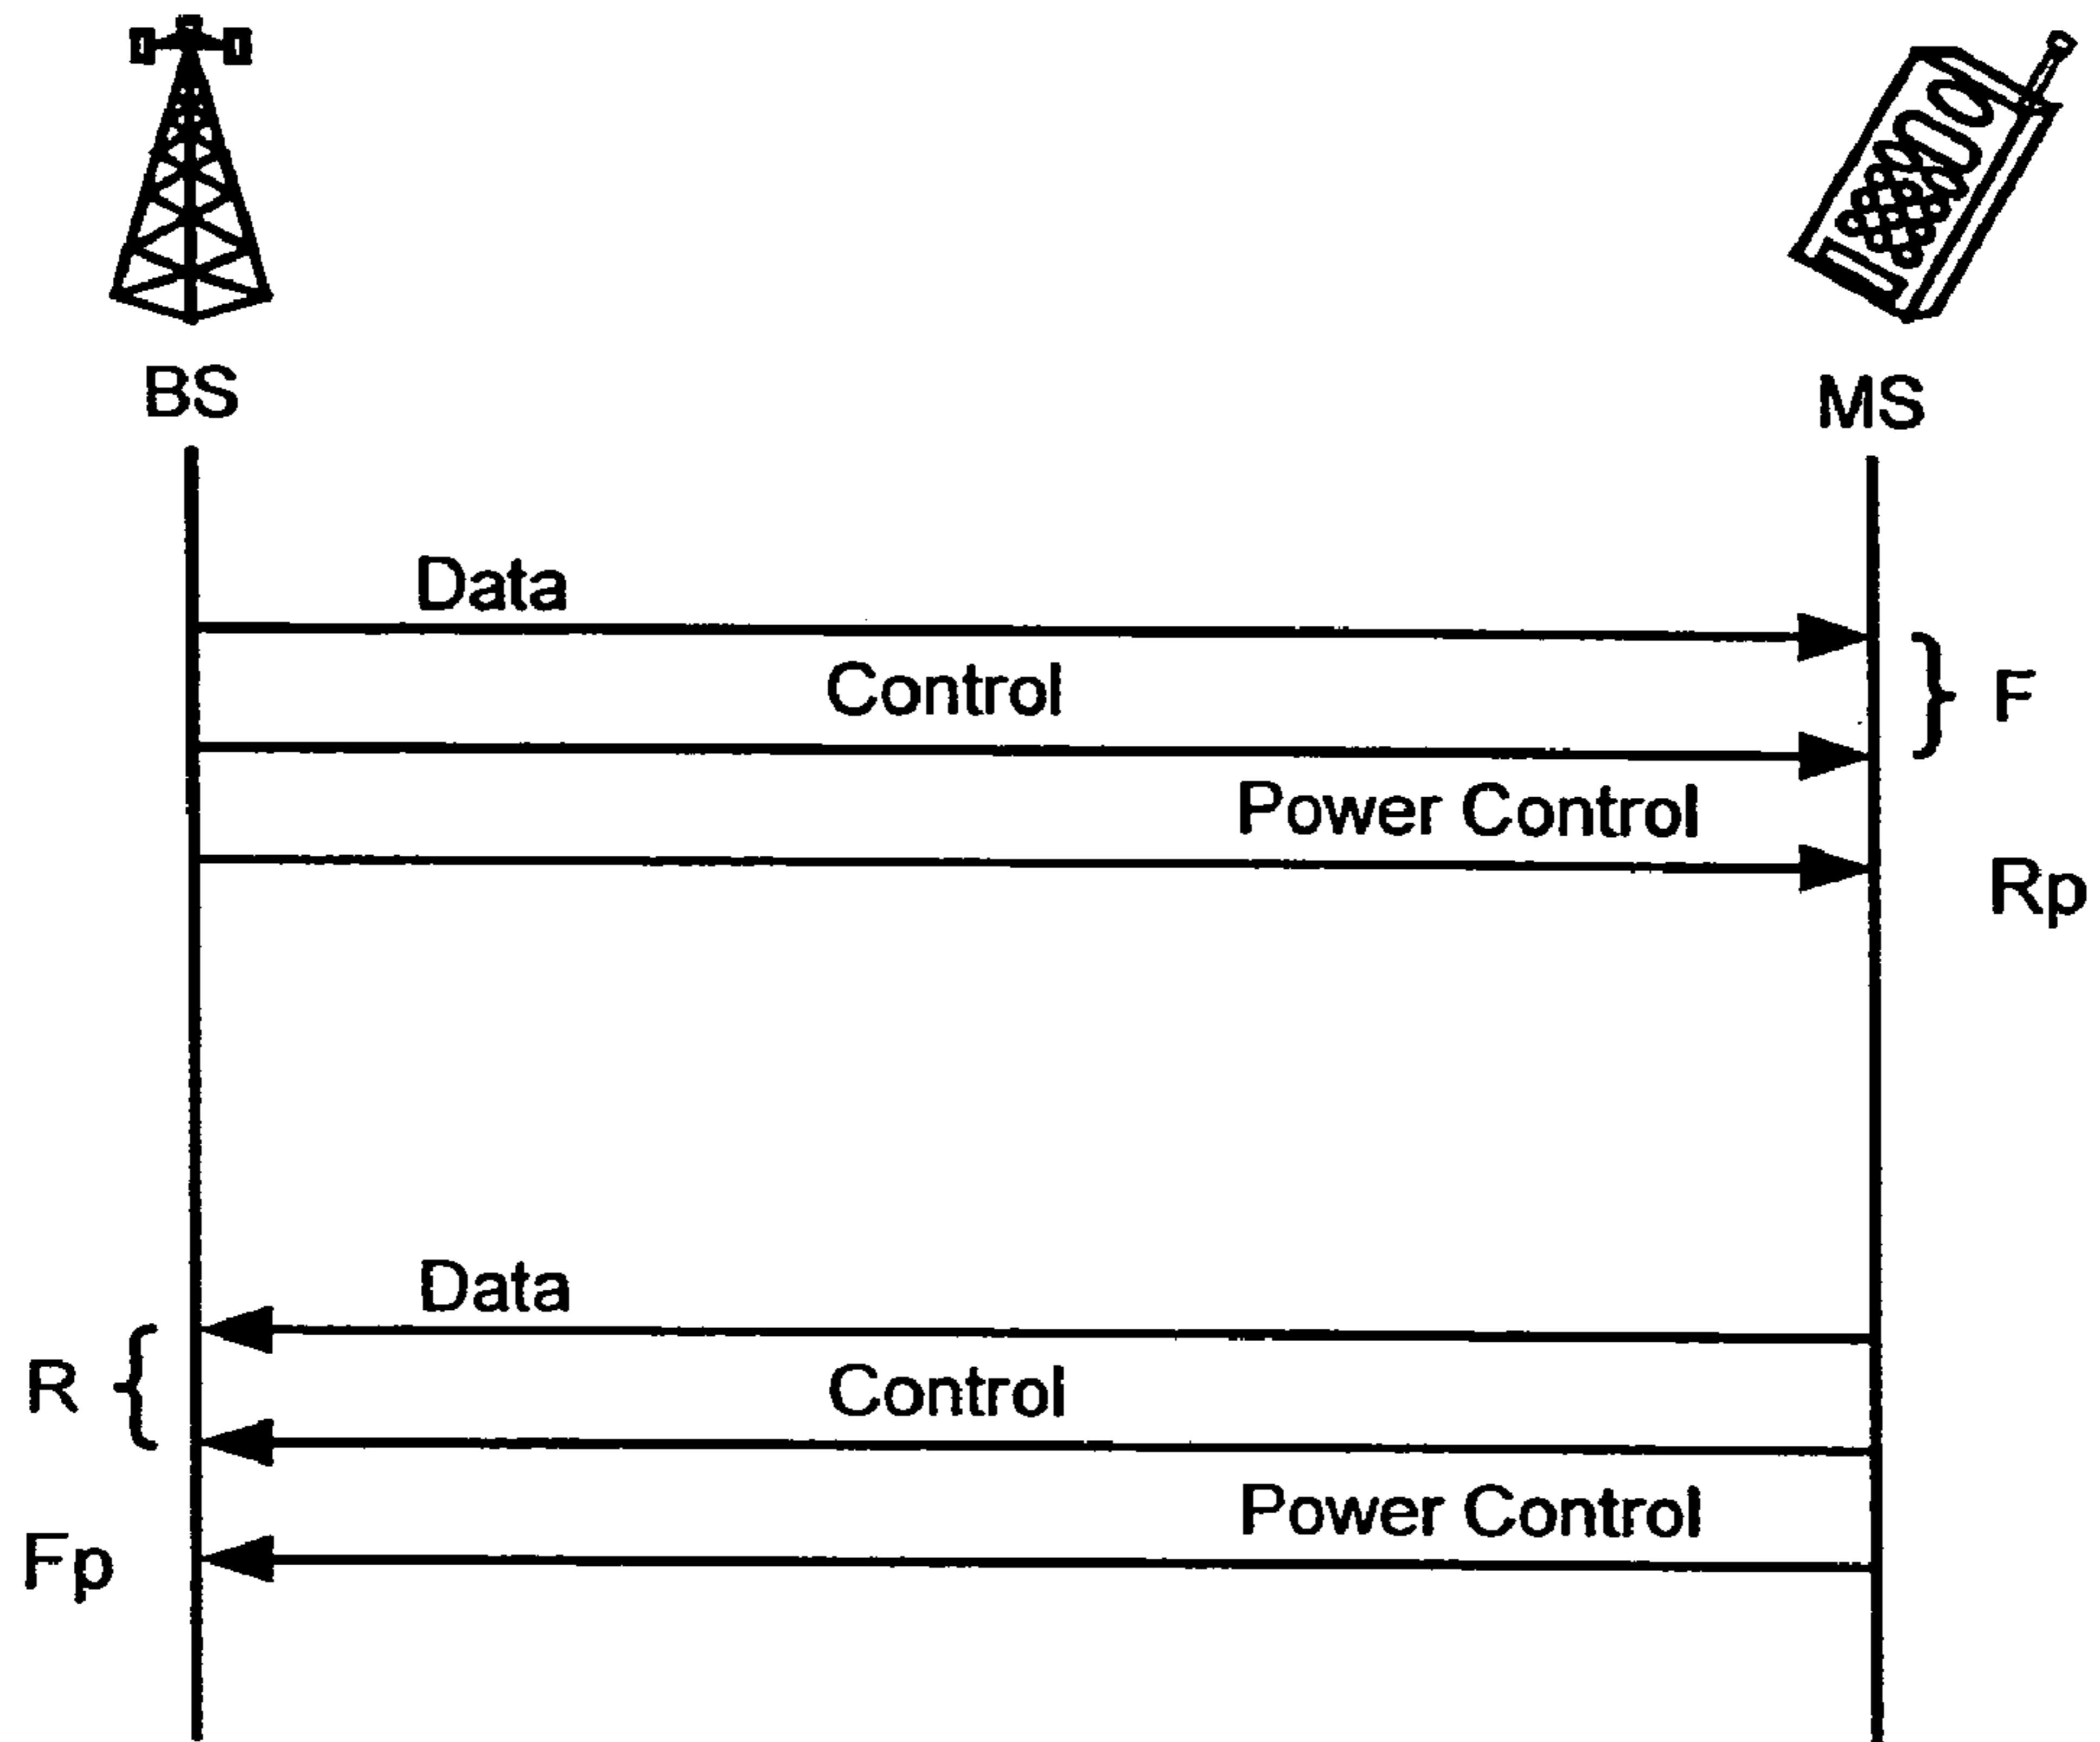 BS
MS
Data
Control
F
Power Control
Rp
Data
R
Control
Power Control
Fp